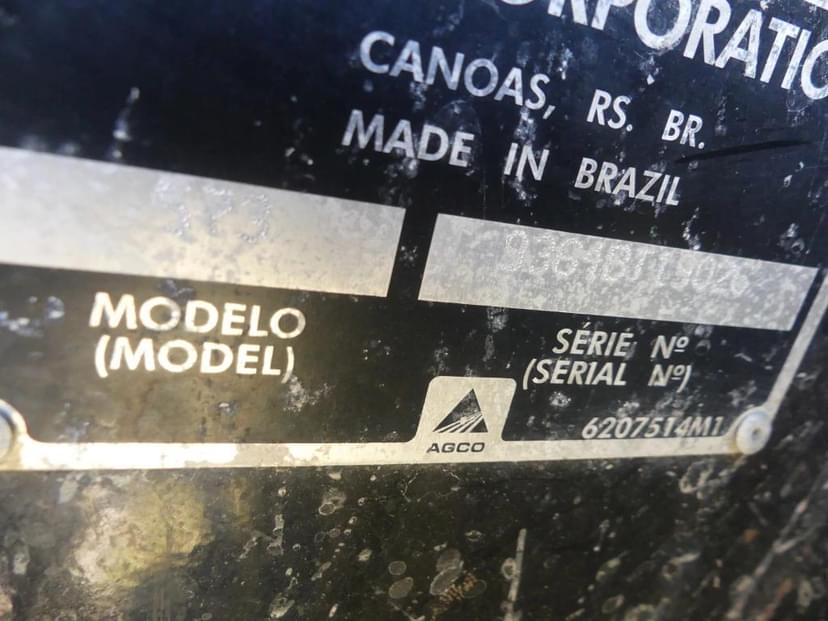 CANOAS, RS. BR.
MADE IN BRAZIL
MODELO
(MODEL)
SÉRIE Nº
(SERIAL Nº)
AGCO
6207514M1